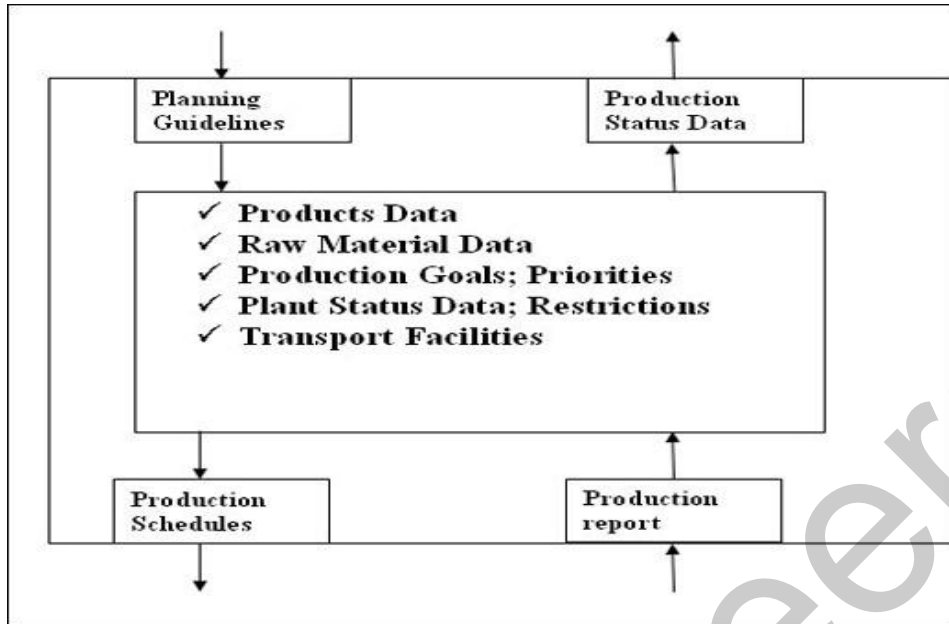 Planning
Guidelines
Production
Status Data
✓ Products Data
✓ Raw Material Data
✓ Production Goals; Priorities
✓ Plant Status Data; Restrictions
✓ Transport Facilities
Production
Schedules
Production
report
eer